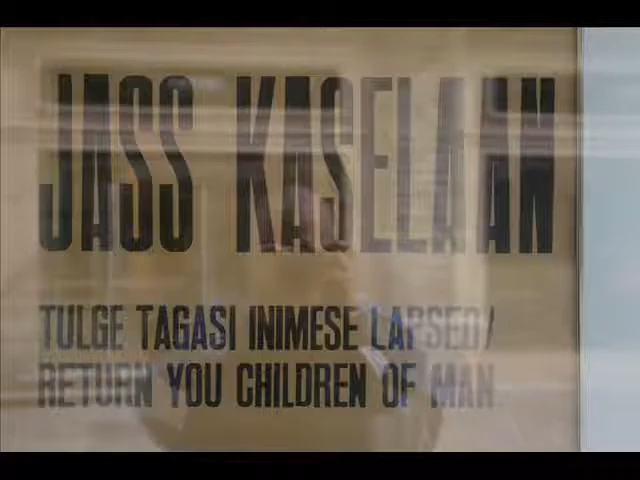 JASS KASELAAN
TULGE TAGASI INIMESE LAPSED/
RETURN YOU CHILDREN OF MAN